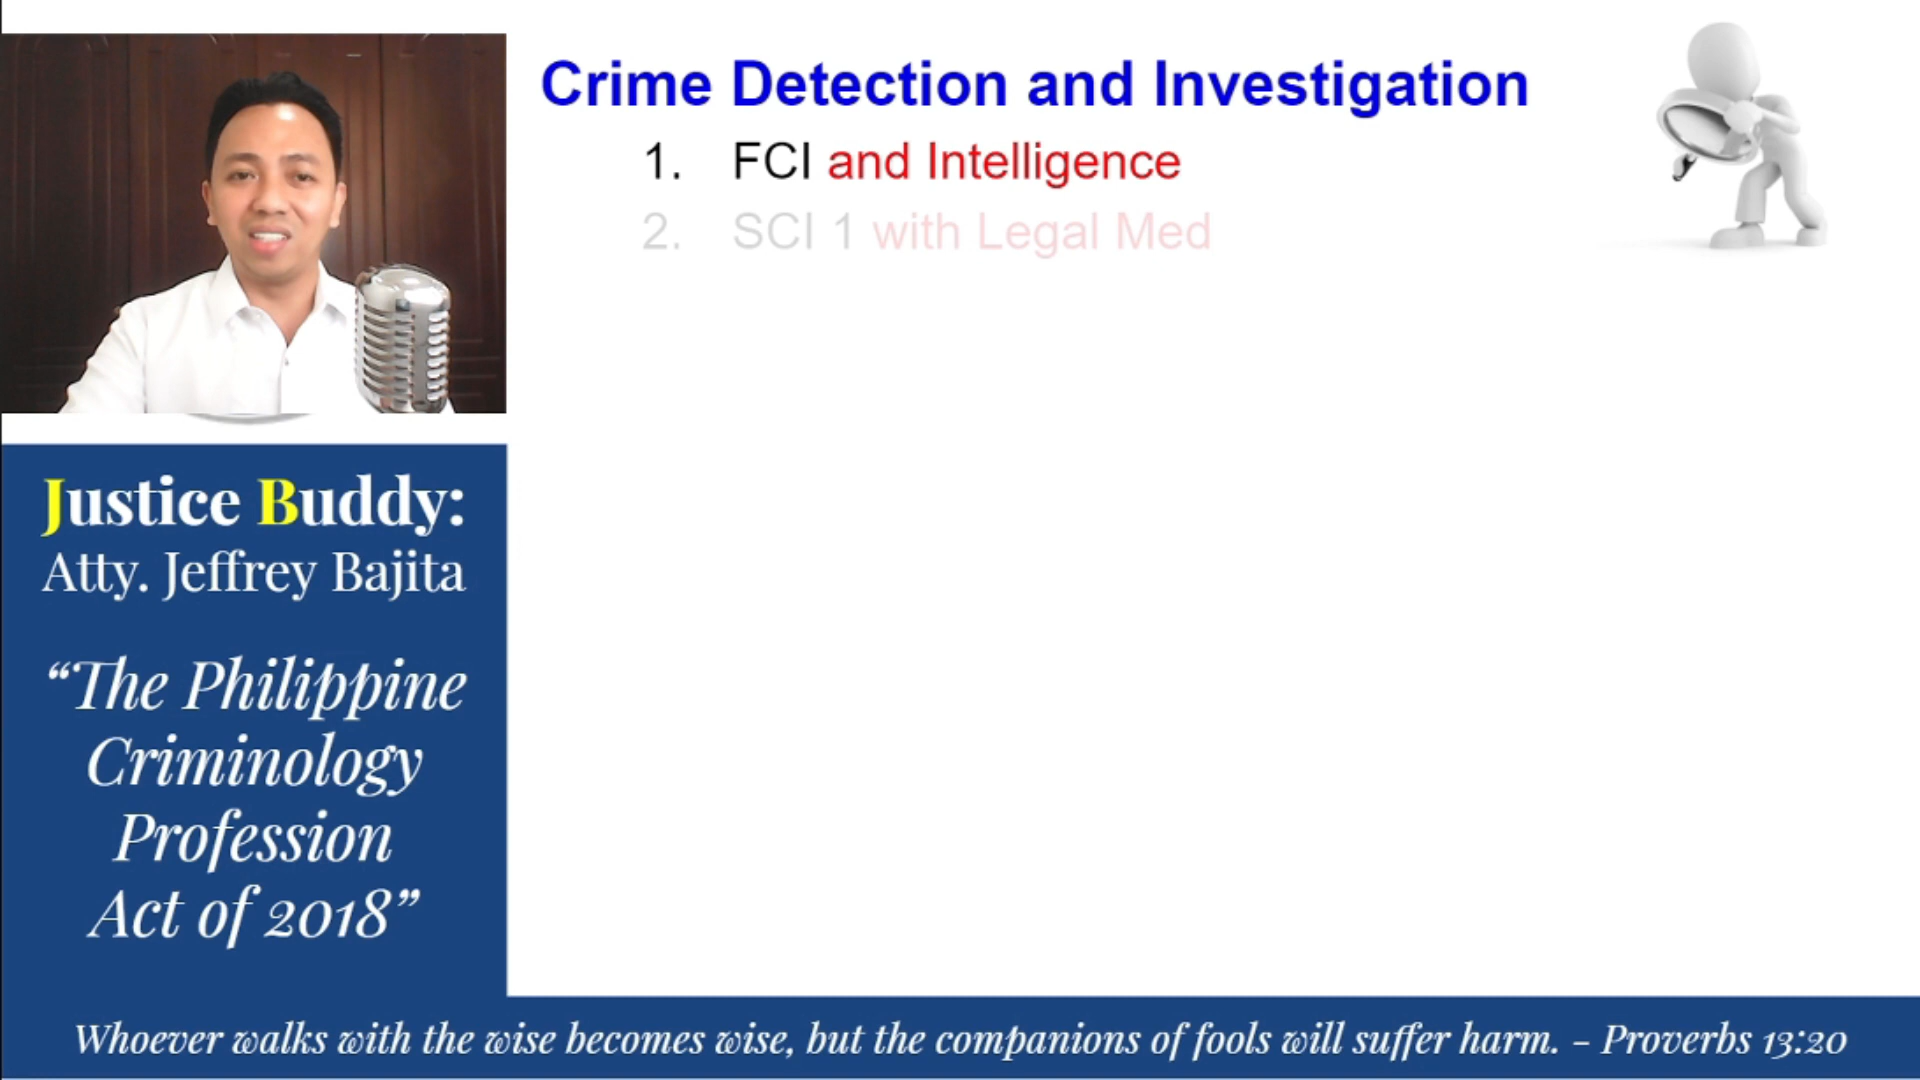 Crime Detection and Investigation
1. FCI and Intelligence
2. SCI 1 with Legal Med
Justice Buddy:
Atty. Jeffrey Bajita
“The Philippine
Criminology
Profession
Act of 2018”
Whoever walks with the wise becomes wise, but the companions of fools will suffer harm. – Proverbs 13:20